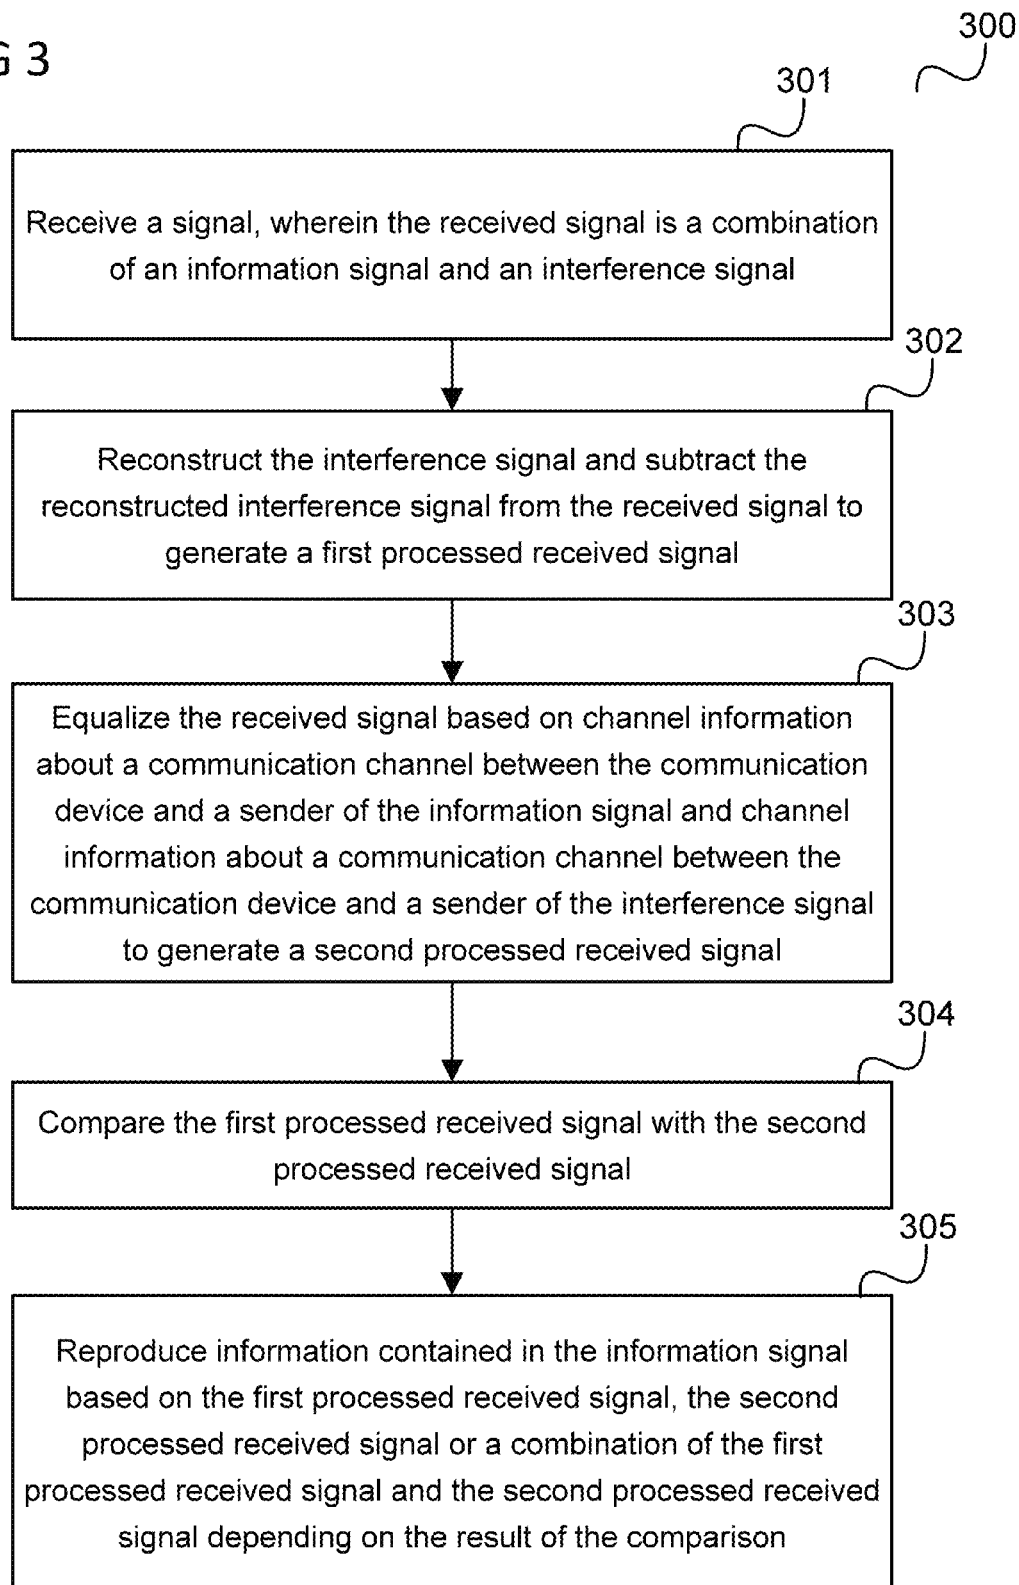 G 3
300
301
Receive a signal, wherein the received signal is a combination
of an information signal and an interference signal
302
Reconstruct the interference signal and subtract the
reconstructed interference signal from the received signal to
generate a first processed received signal
303
Equalize the received signal based on channel information
about a communication channel between the communication
device and a sender of the information signal and channel
information about a communication channel between the
communication device and a sender of the interference signal
to generate a second processed received signal
304
Compare the first processed received signal with the second
processed received signal
305
Reproduce information contained in the information signal
based on the first processed received signal, the second
processed received signal or a combination of the first
processed received signal and the second processed received
signal depending on the result of the comparison